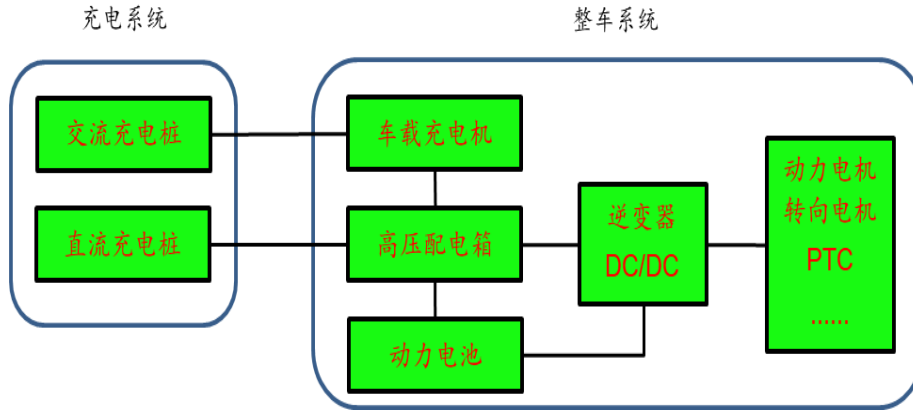 充电系统
整车系统
交流充电桩
车载充电机
直流充电桩
高压配电箱
动力电池
逆变器
DC/DC
动力电机
转向电机
PTC
......